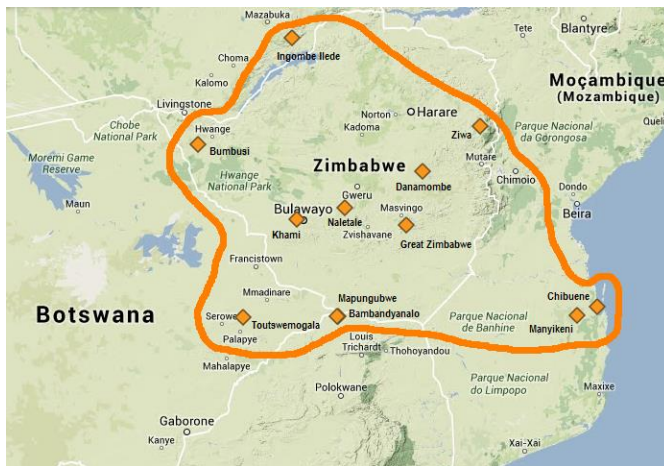 Mazabuka
Tete
Blantyre
Ingombe Ilede
Choma
Kalomo
Moçambique
(Mozambique)
Livingstone
Norton
Harare
Chobe
National Park
Hwange
Kadoma
Ziwa
Parque Nacional
da Gorongosa
Quel
Bumbusi
Moremi Game
Reserve
Hwange
National Park
Zimbabwe
Mutare
Chimoio
Danamombe
Gweru
Dondo
Maun
Bulawayo
Naletale
Masvingo
Beira
Khami
Zvishavane
Great Zimbabwe
Francistown
Mmadinare
Mapungubwe
Chibuene
Botswana
Serowe
Toutswemogala
Bambandyanalo
Parque Nacional
de Banhine
Manyikeni
Palapye
Louis
Trichardt
Thohoyandou
Mahalapye
Parque Nacional
do Limpopo
Polokwane
Maxixe
Gaborone
Kanye
Xai-Xai